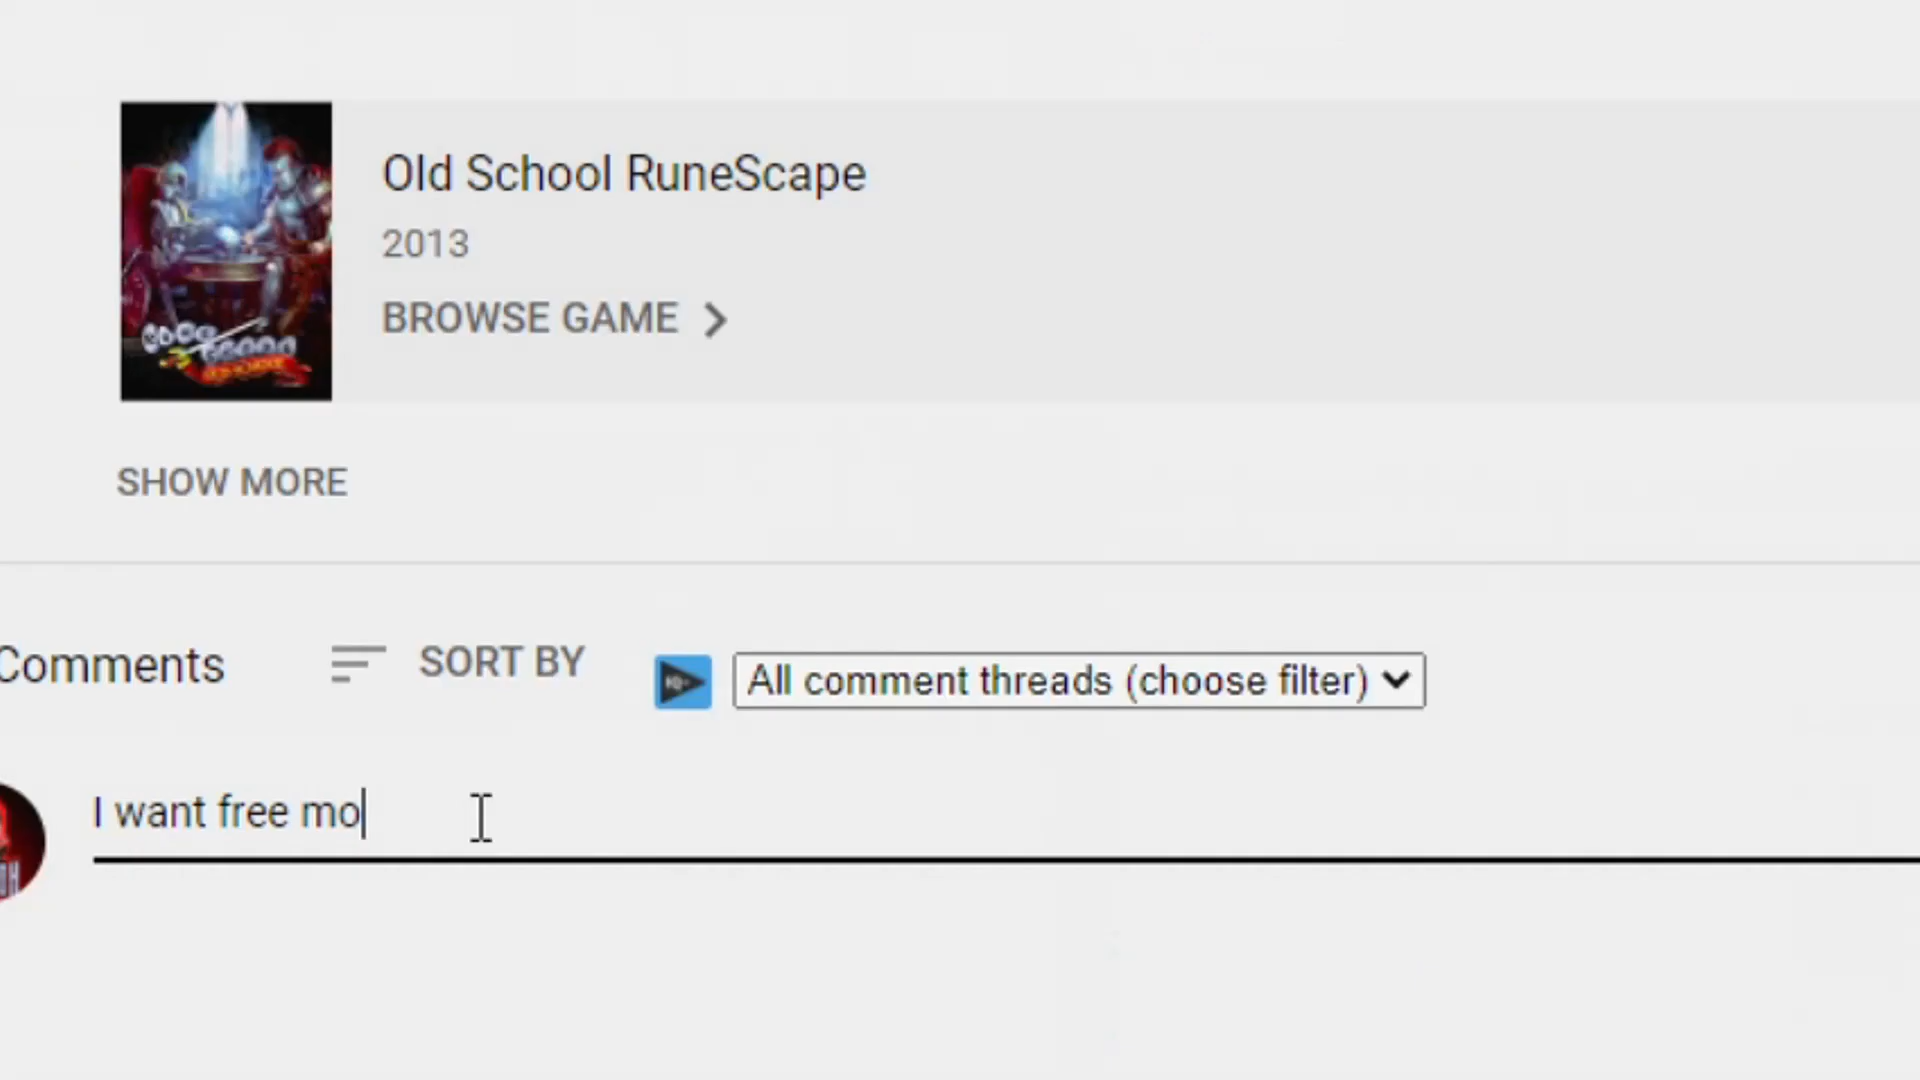 Old School RuneScape
2013
BROWSE GAME
SHOW MORE
Comments
SORT BY
All comment threads (choose filter)
I want free mo